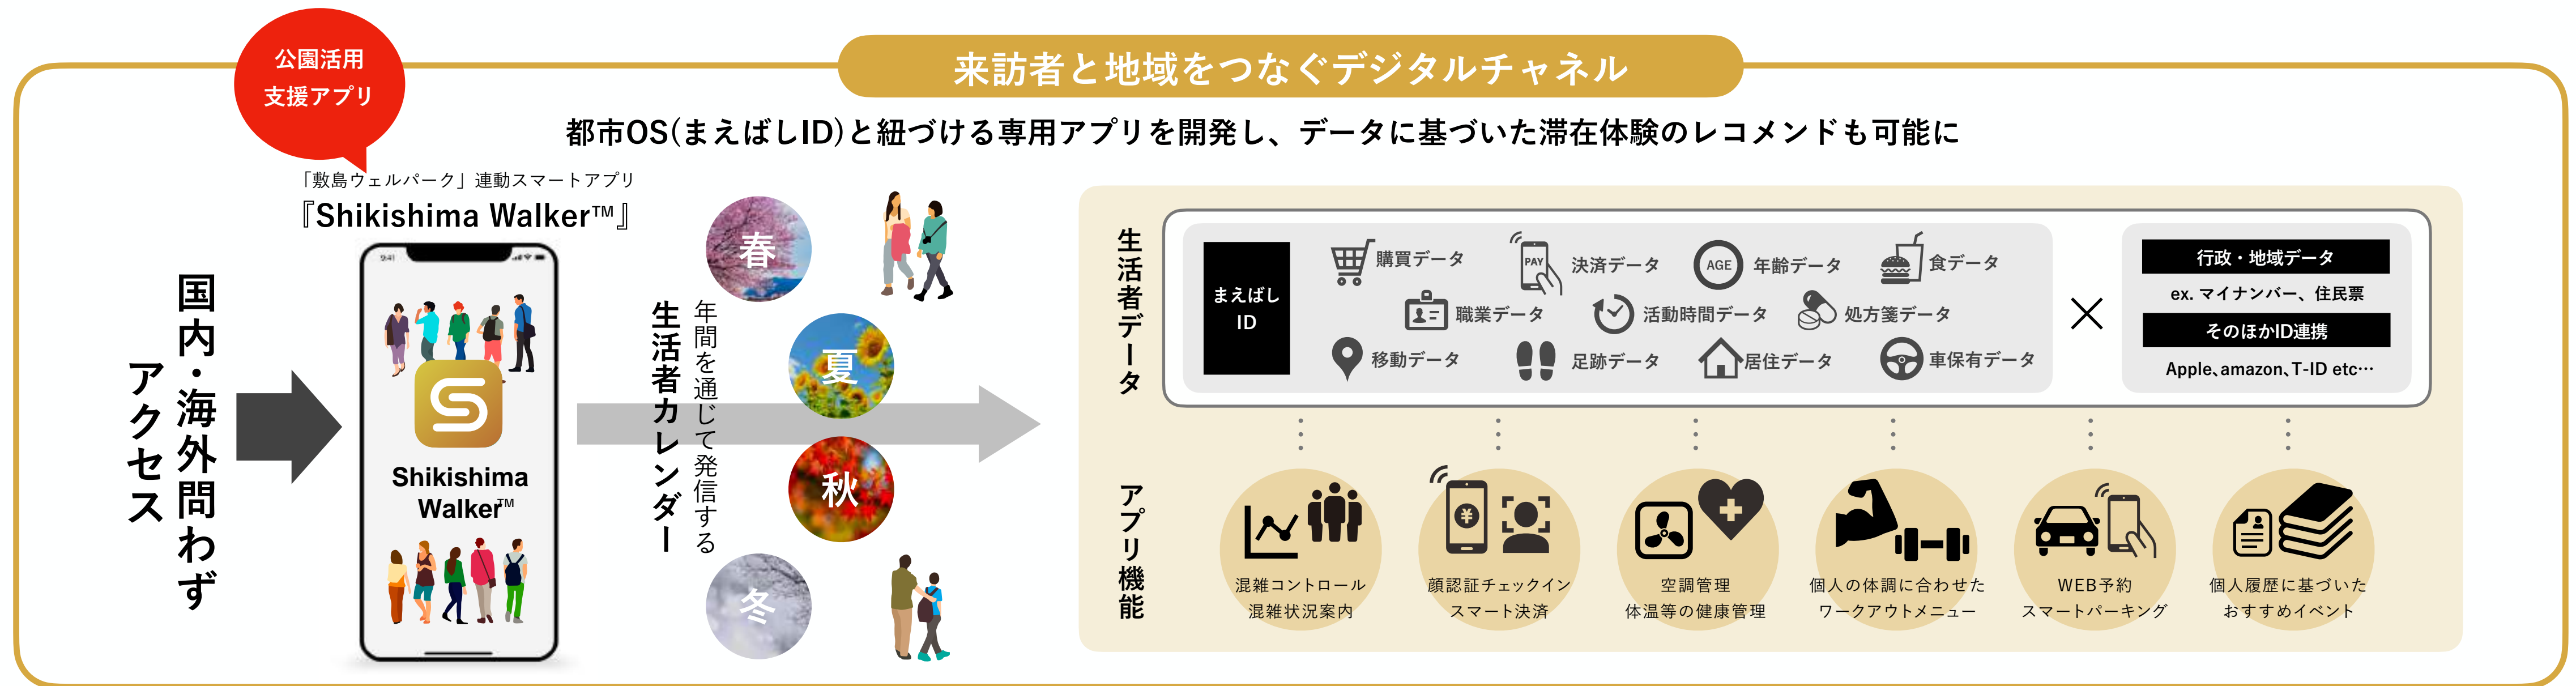 公園活用
支援アプリ
来訪者と地域をつなぐデジタルチャネル
都市OS(まえばしID)と紐づける専用アプリを開発し、データに基づいた滞在体験のレコメンドも可能に
「敷島ウェルパーク」連動スマートアプリ
『Shikishima Walker™』
国内・海外問わず
アクセス
9:41
Shikishima
Walker™
年間を通じて発信する
生活者カレンダー
春
夏
秋
冬
生活者データ
まえばし
ID
購買データ
PAY
決済データ
AGE
年齢データ
食データ
職業データ
活動時間データ
処方箋データ
移動データ
足跡データ
居住データ
車保有データ
×
行政・地域データ
ex. マイナンバー、住民票
そのほかID連携
Apple、amazon、T-ID etc…
アプリ機能
混雑コントロール
混雑状況案内
¥
顔認証チェックイン
スマート決済
空調管理
体温等の健康管理
個人の体調に合わせた
ワークアウトメニュー
WEB予約
スマートパーキング
個人履歴に基づいた
おすすめイベント